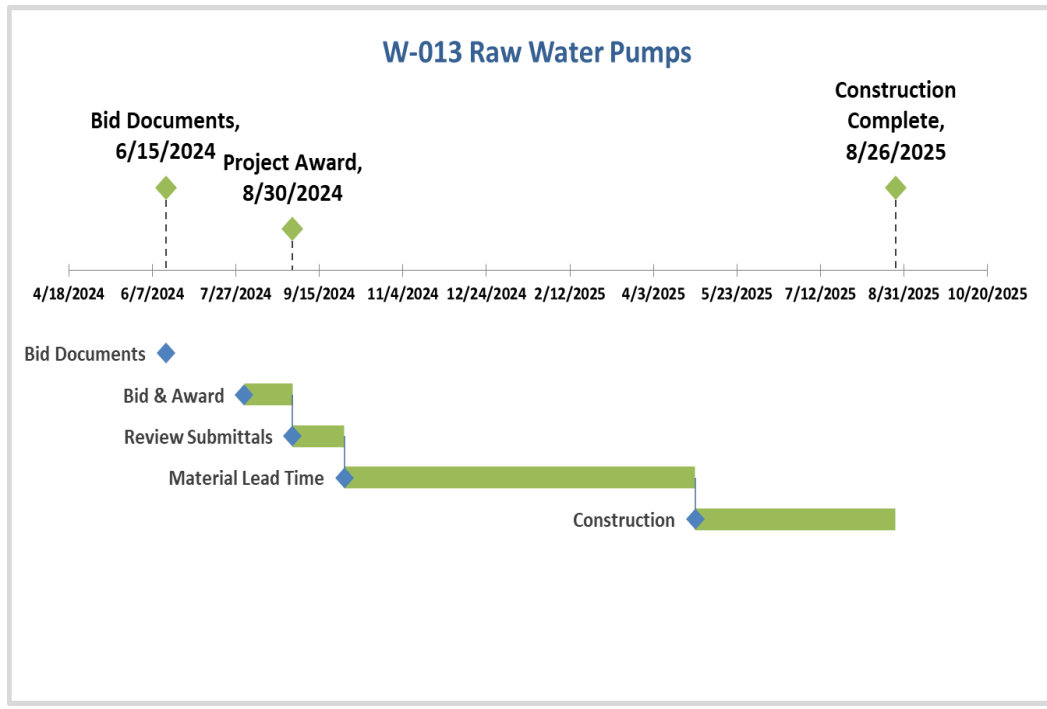 W-013 Raw Water Pumps
Bid Documents,
6/15/2024
Project Award,
8/30/2024
Construction
Complete,
8/26/2025
4/18/2024 6/7/2024 7/27/2024 9/15/2024 11/4/2024 12/24/2024 2/12/2025 4/3/2025 5/23/2025 7/12/2025 8/31/2025 10/20/2025
Bid Documents
Bid & Award
Review Submittals
Material Lead Time
Construction